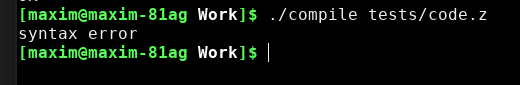 [maxim@maxim-81ag Work]$ ./compile tests/code.z
syntax error
[maxim@maxim-81ag Work]$